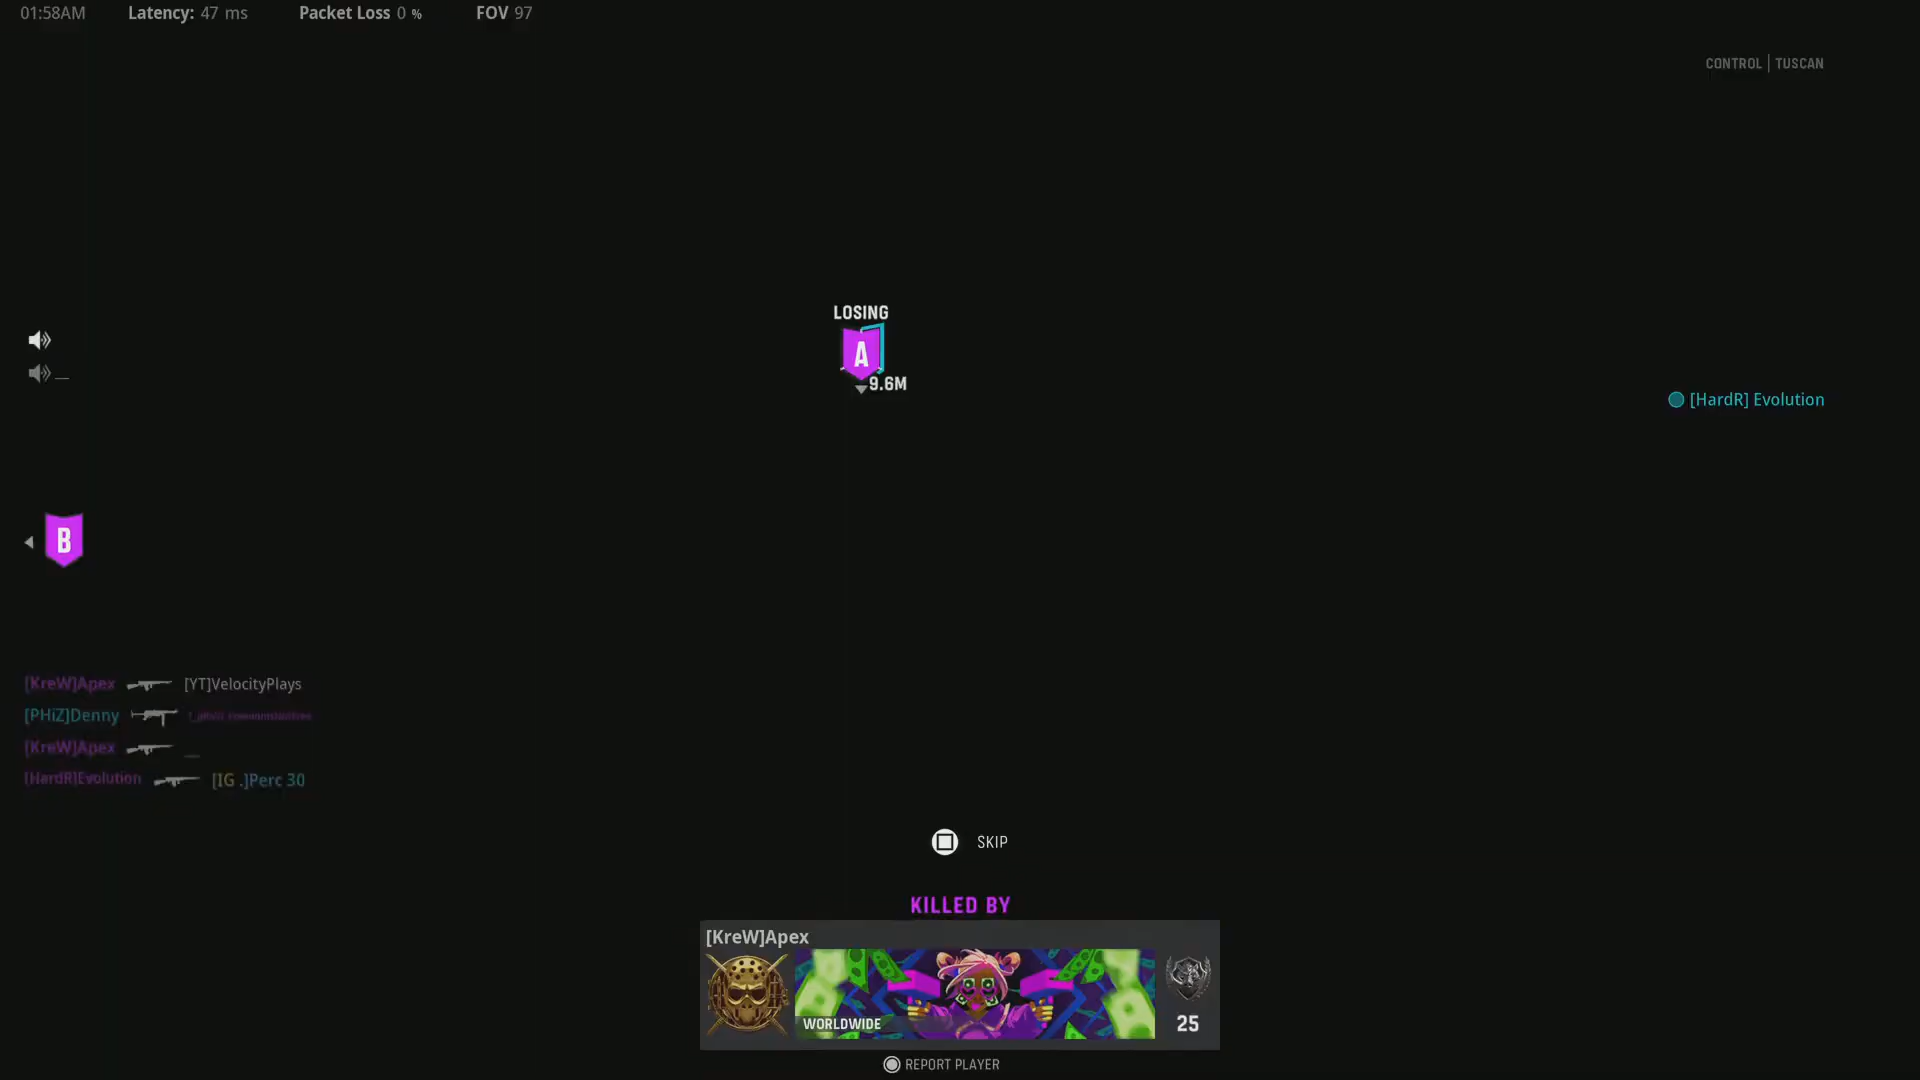 01:58AM Latency: 47 ms Packet Loss 0 % FOV 97
CONTROL | TUSCAN
LOSING
A
9.6M
[HardR] Evolution
B
[KreW]Apex [YT]VelocityPlays
[PHiZ]Denny
[KreW]Apex __
[HardR]Evolution [IG .]Perc 30
SKIP
KILLED BY
[KreW]Apex
WORLDWIDE
25
REPORT PLAYER